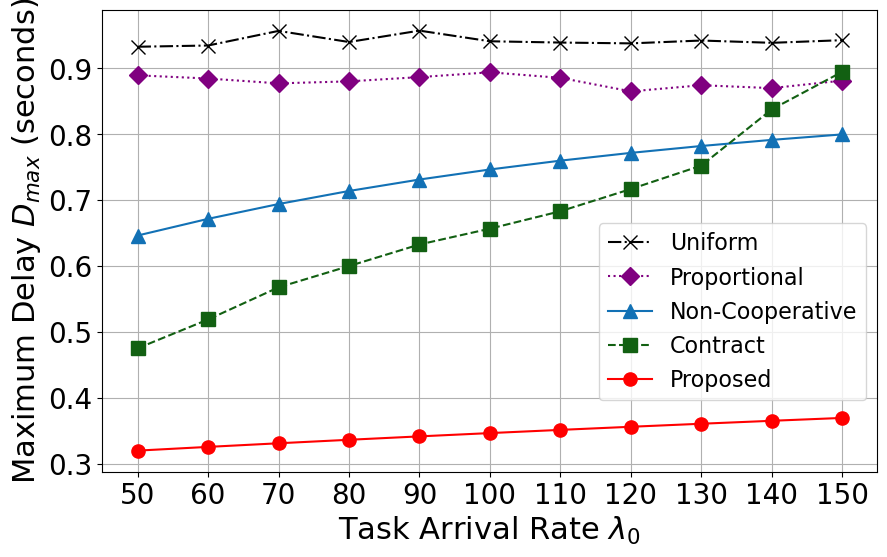 Maximum Delay D_max (seconds)
0.9
0.8
0.7
0.6
0.5
0.4
0.3
Uniform
Proportional
Non-Cooperative
Contract
Proposed
50 60 70 80 90 100 110 120 130 140 150
Task Arrival Rate λ₀